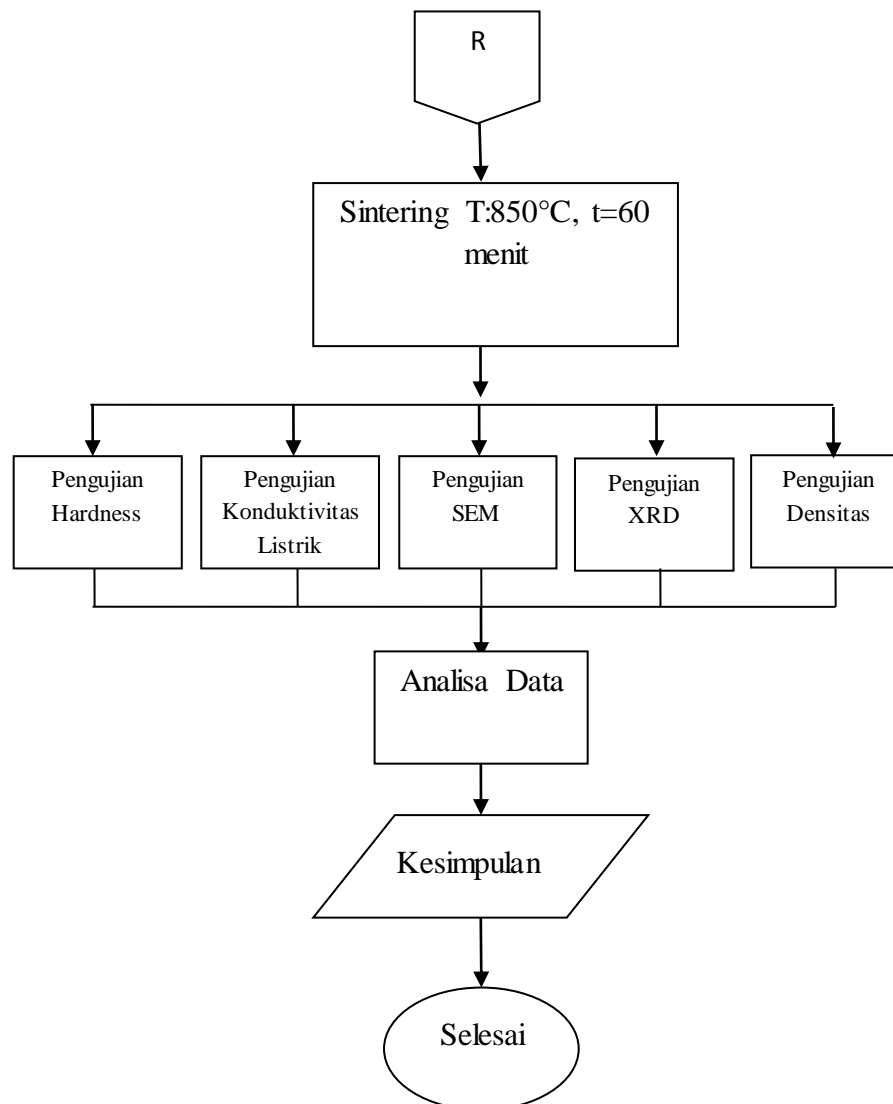 R
Sintering T:850°C, t=60
menit
Pengujian
Hardness
Pengujian
Konduktivitas
Listrik
Pengujian
SEM
Pengujian
XRD
Pengujian
Densitas
Analisa Data
Kesimpulan
Selesai